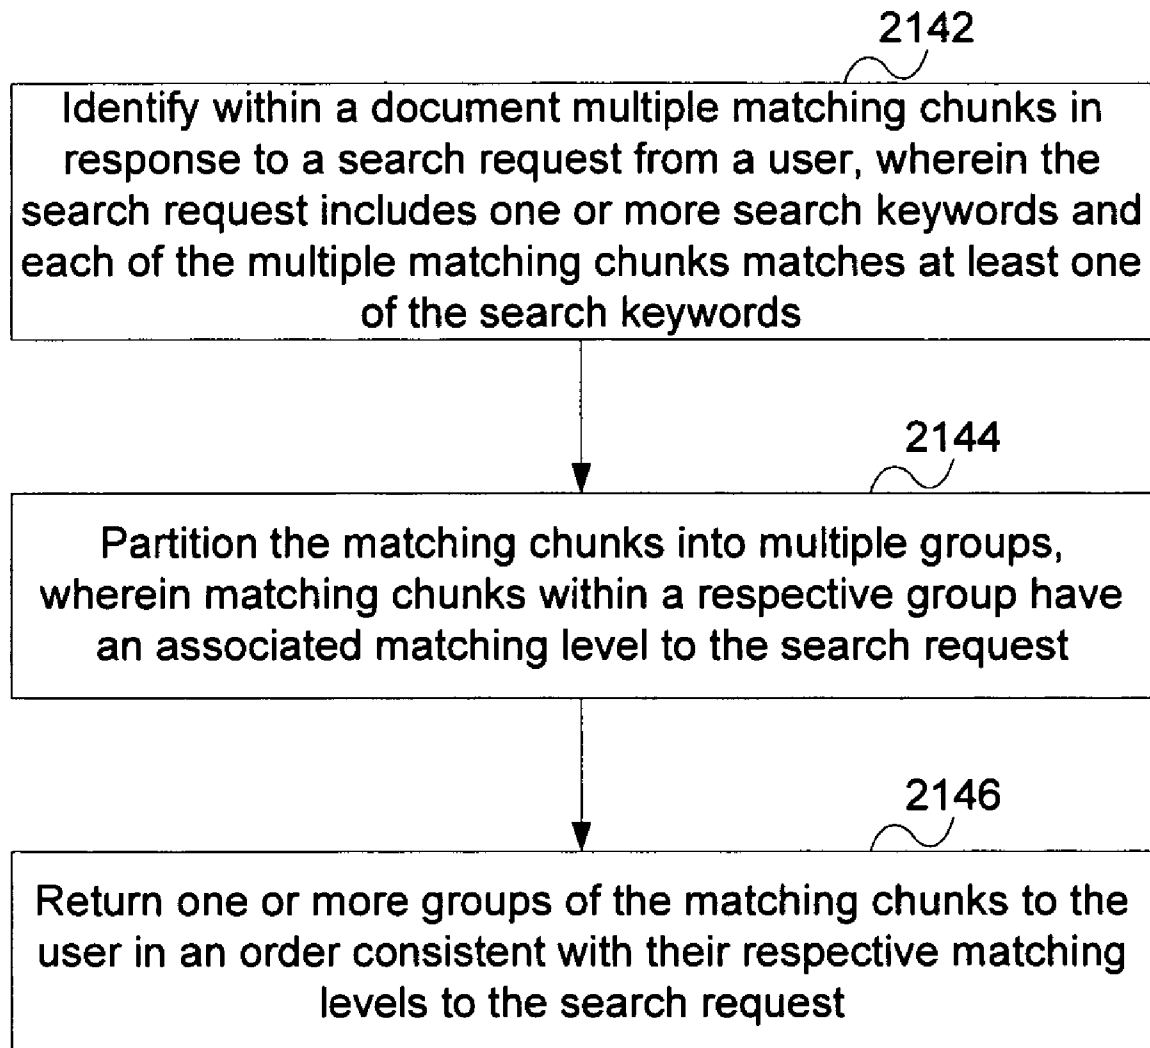 2142
Identify within a document multiple matching chunks in
response to a search request from a user, wherein the
search request includes one or more search keywords and
each of the multiple matching chunks matches at least one
of the search keywords
2144
Partition the matching chunks into multiple groups,
wherein matching chunks within a respective group have
an associated matching level to the search request
2146
Return one or more groups of the matching chunks to the
user in an order consistent with their respective matching
levels to the search request